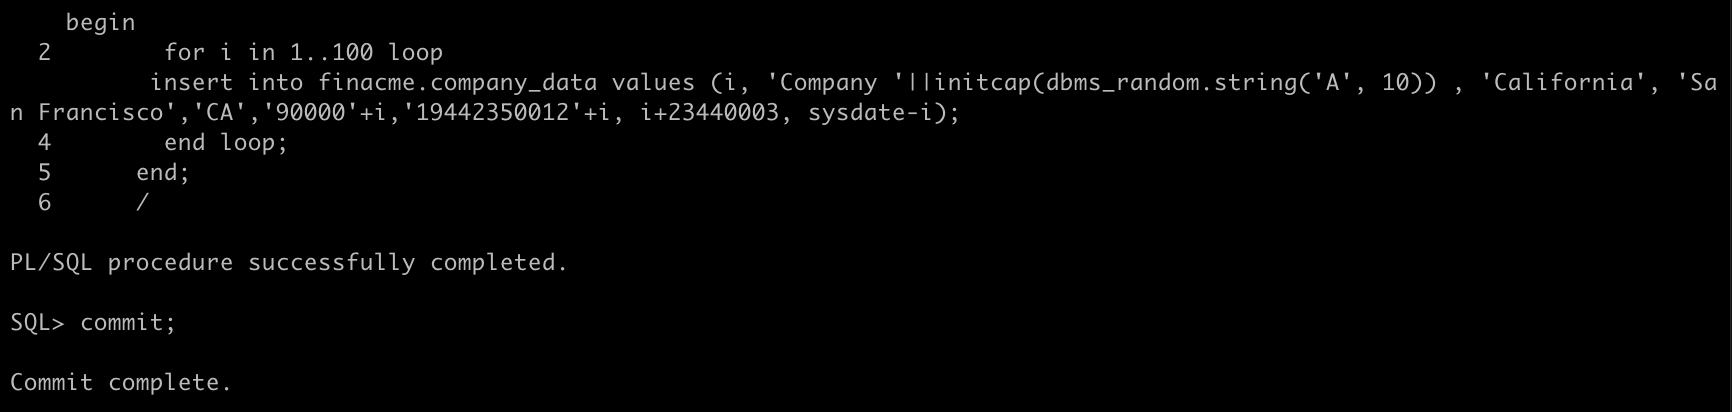 begin
2 for i in 1..100 loop
insert into finacme.company_data values (i, 'Company '||initcap(dbms_random.string('A', 10)) , 'California', 'Sa
n Francisco','CA','90000'+i,'19442350012'+i, i+23440003, sysdate-i);
4 end loop;
5 end;
6 /
PL/SQL procedure successfully completed.
SQL> commit;
Commit complete.